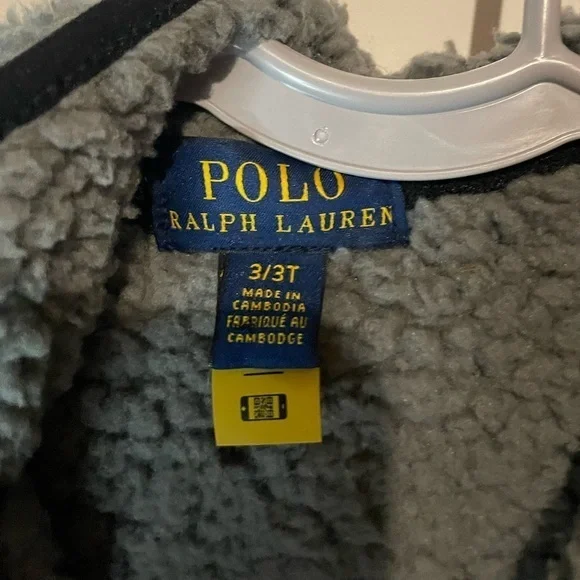 POLO
RALPH LAUREN
3/3T
MADE IN
CAMBODIA
FABRIQUÉ AU
CAMBODGE